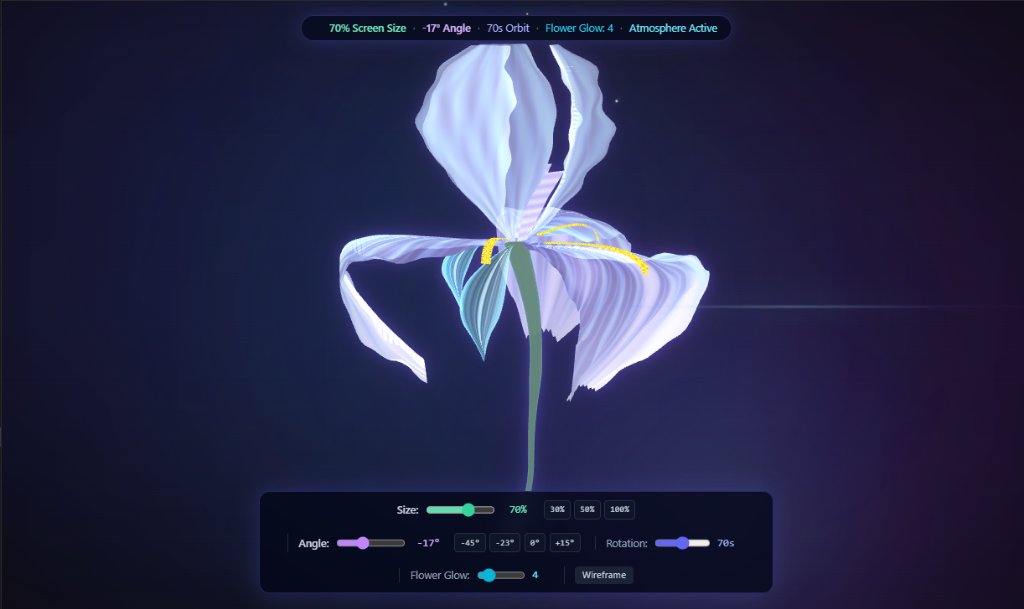 70% Screen Size · -17° Angle · 70s Orbit · Flower Glow: 4 · Atmosphere Active
Size: 70% 30% 50% 100%
Angle: -17° -45° -23° 0° +15° Rotation: 70s
Flower Glow: 4 Wireframe